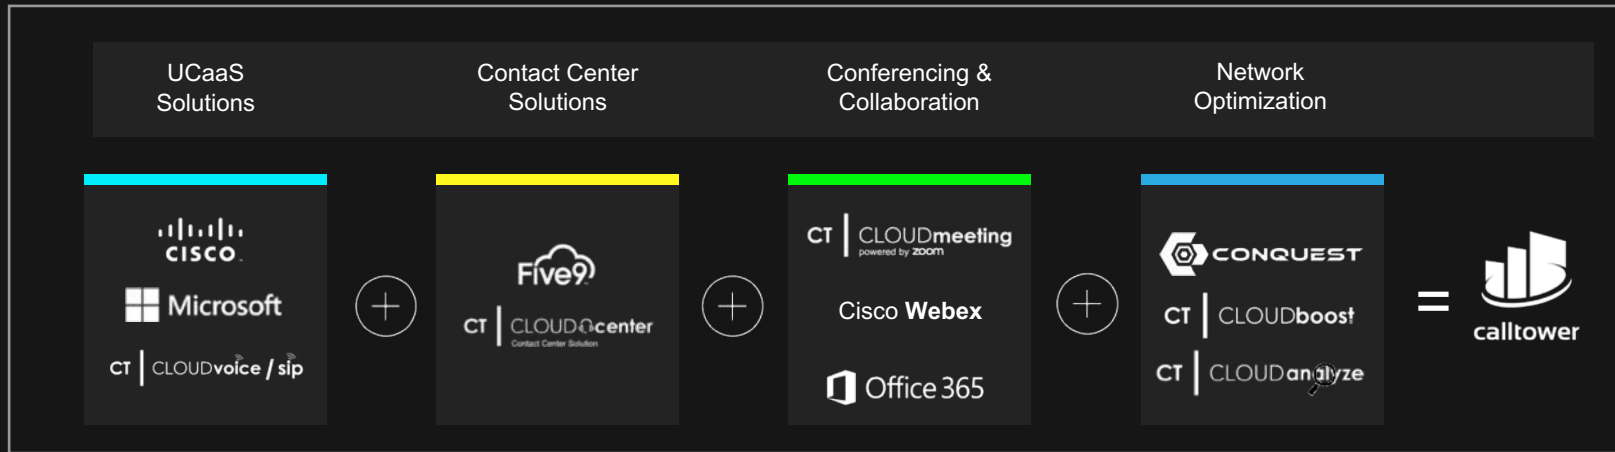 UCaaS
Solutions
Contact Center
Solutions
Conferencing &
Collaboration
Network
Optimization
CISCO
Microsoft
CT | CLOUDvoice / sip
+
Five9
CT | CLOUDcenter
Contact Center Solution
+
CT | CLOUDmeeting
powered by zoom
Cisco Webex
Office 365
+
CONQUEST
CT | CLOUDboost
CT | CLOUDanalyze
=
calltower